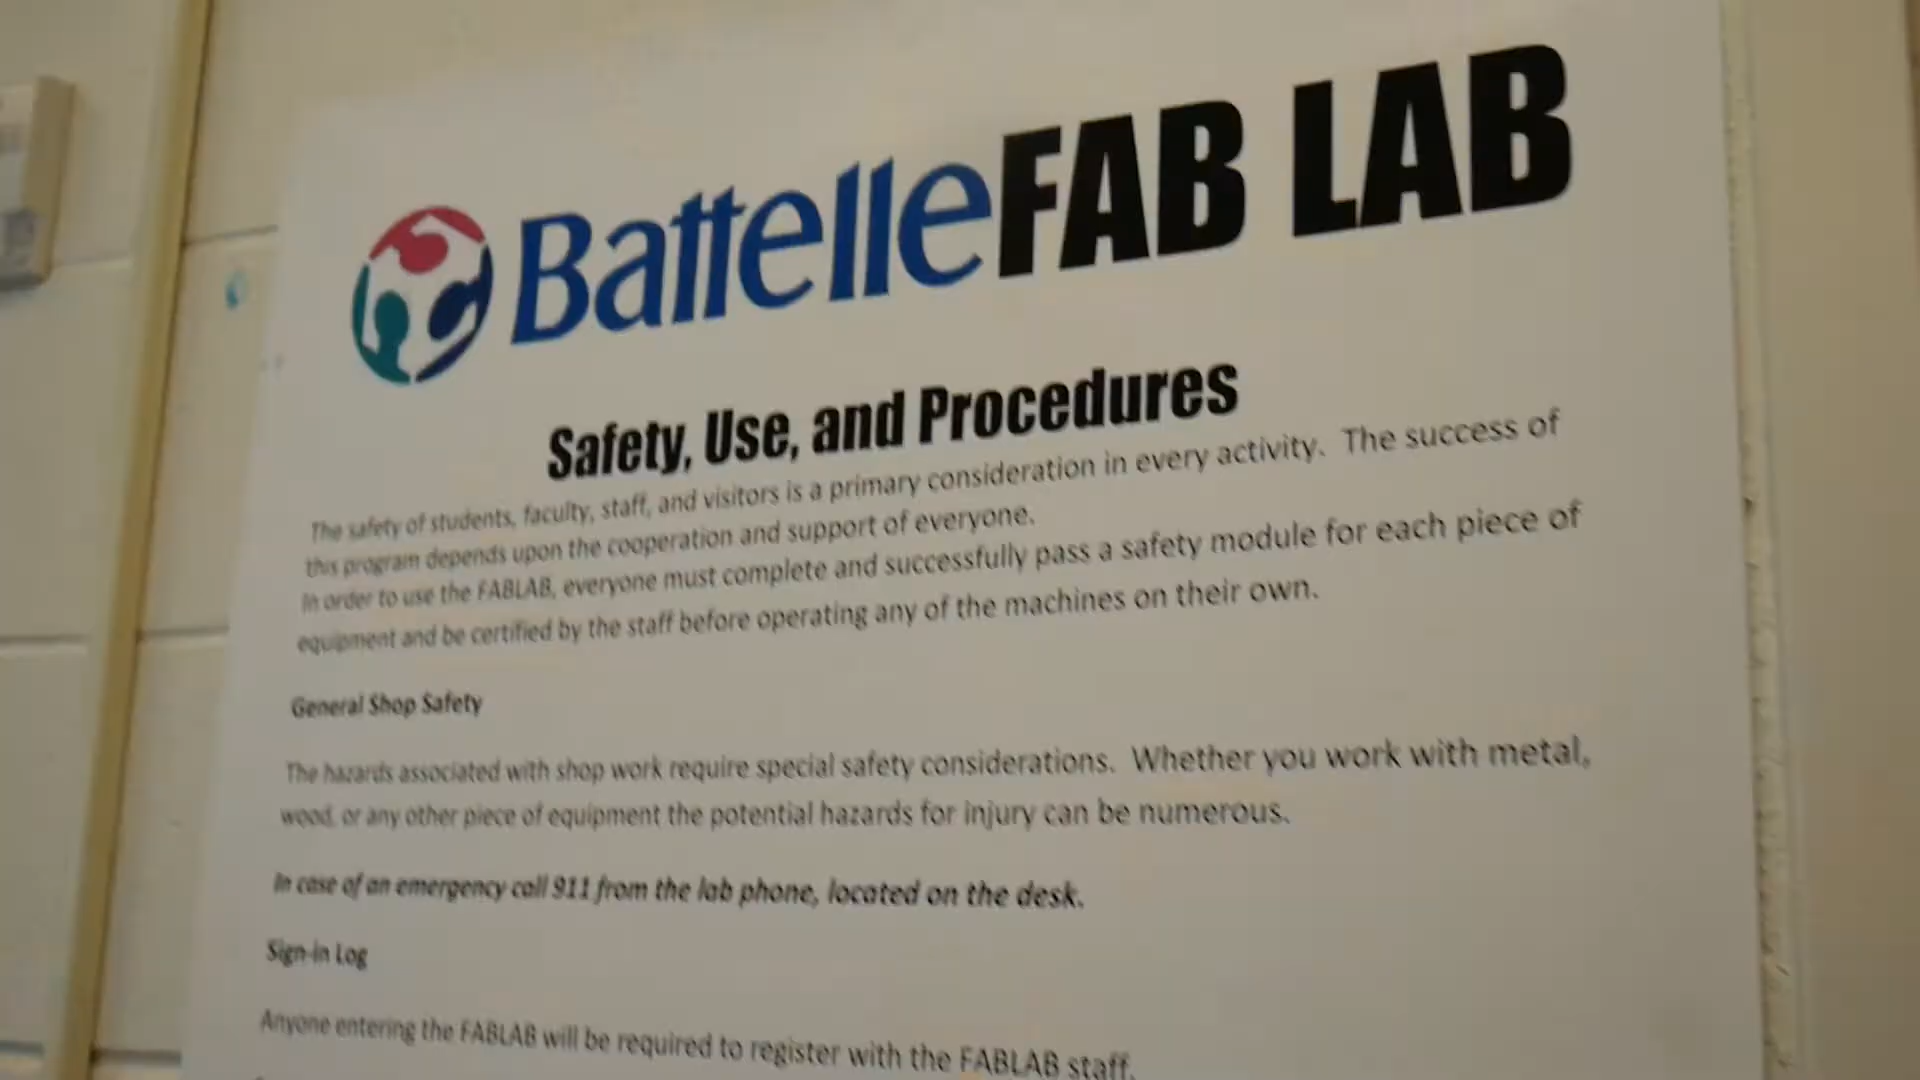 Battelle FAB LAB
Safety, Use, and Procedures
The safety of students, faculty, staff, and visitors is a primary consideration in every activity. The success of
this program depends upon the cooperation and support of everyone.
In order to use the FABLAB, everyone must complete and successfully pass a safety module for each piece of
equipment and be certified by the staff before operating any of the machines on their own.
General Shop Safety
The hazards associated with shop work require special safety considerations. Whether you work with metal,
wood, or any other piece of equipment the potential hazards for injury can be numerous.
In case of an emergency call 911 from the lab phone, located on the desk.
Sign-in Log
Anyone entering the FABLAB will be required to register with the FABLAB staff.